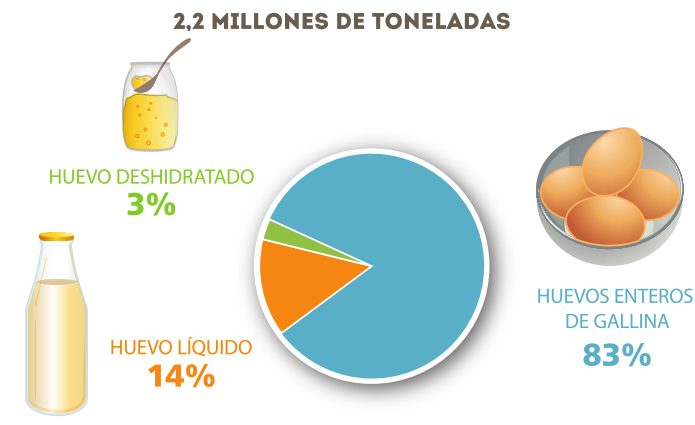 2,2 MILLONES DE TONELADAS
HUEVO DESHIDRATADO
3%
HUEVO LÍQUIDO
14%
HUEVOS ENTEROS
DE GALLINA
83%